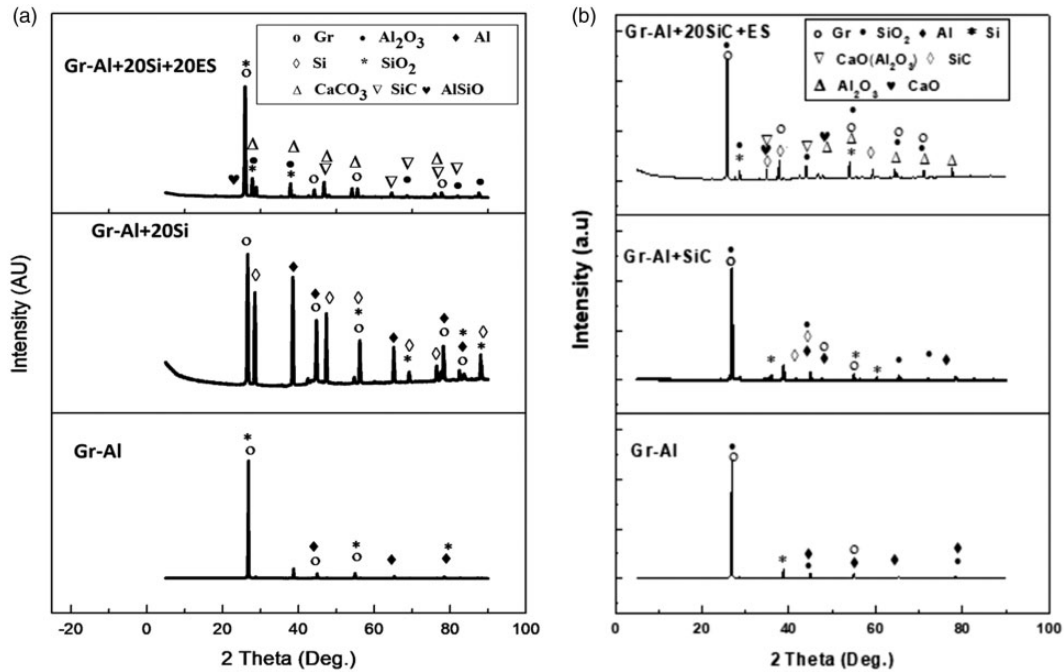 (a)
Gr-Al+20Si+20ES
o Gr • Al₂O₃ ♦ Al
◊ Si * SiO₂
△ CaCO₃ ▽ SiC ♥ AlSiO
Gr-Al+20Si
Gr-Al
Intensity (AU)
-20 0 20 40 60 80 100
2 Theta (Deg.)
(b)
Gr-Al+20SiC+ES
o Gr • SiO₂ ♦ Al * Si
▽ CaO(Al₂O₃) ◊ SiC
△ Al₂O₃ ♥ CaO
Gr-Al+SiC
Gr-Al
Intensity (a.u)
0 20 40 60 80 100
2 Theta (Deg.)